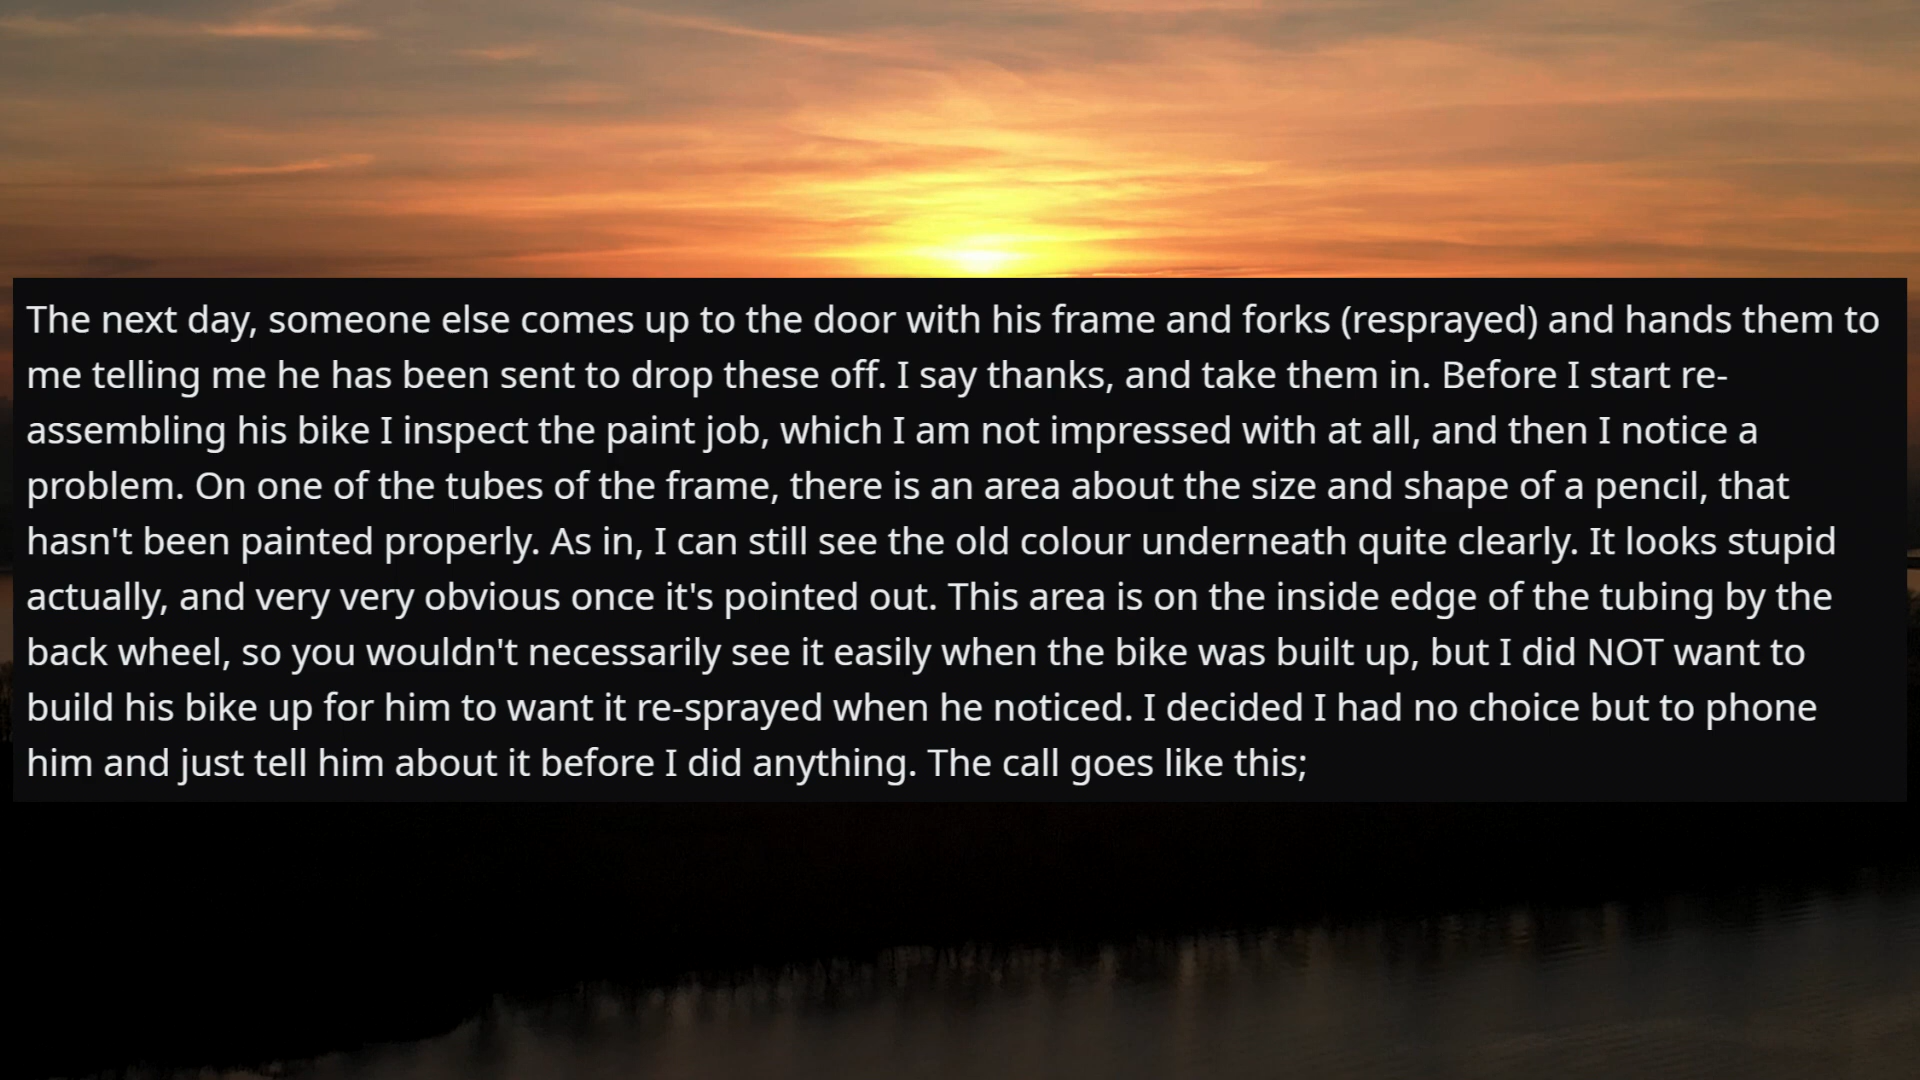 The next day, someone else comes up to the door with his frame and forks (resprayed) and hands them to
me telling me he has been sent to drop these off. I say thanks, and take them in. Before I start re-
assembling his bike I inspect the paint job, which I am not impressed with at all, and then I notice a
problem. On one of the tubes of the frame, there is an area about the size and shape of a pencil, that
hasn't been painted properly. As in, I can still see the old colour underneath quite clearly. It looks stupid
actually, and very very obvious once it's pointed out. This area is on the inside edge of the tubing by the
back wheel, so you wouldn't necessarily see it easily when the bike was built up, but I did NOT want to
build his bike up for him to want it re-sprayed when he noticed. I decided I had no choice but to phone
him and just tell him about it before I did anything. The call goes like this;